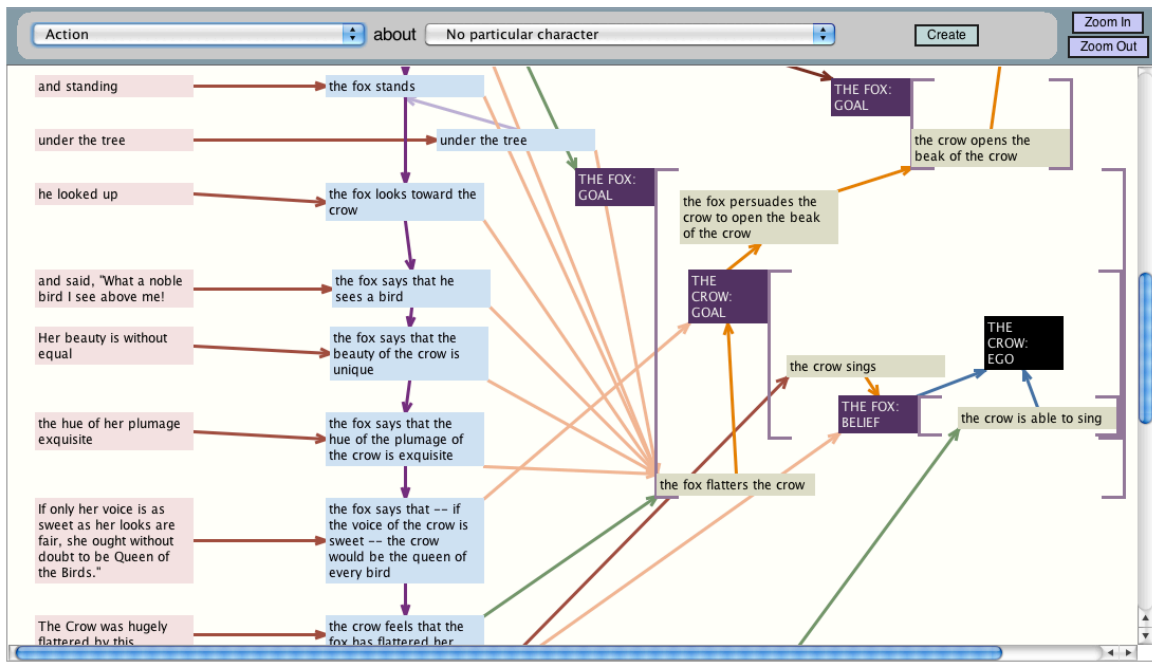 Action
about
No particular character
Create
Zoom In
Zoom Out
and standing
the fox stands
under the tree
under the tree
he looked up
the fox looks toward the
crow
and said, "What a noble
bird I see above me!
the fox says that he
sees a bird
Her beauty is without
equal
the fox says that the
beauty of the crow is
unique
the hue of her plumage
exquisite
the fox says that the
hue of the plumage of
the crow is exquisite
If only her voice is as
sweet as her looks are
fair, she ought without
doubt to be Queen of
the Birds."
the fox says that -- if
the voice of the crow is
sweet -- the crow
would be the queen of
every bird
The Crow was hugely
flattered by this
the crow feels that the
fox has flattered her
THE FOX:
GOAL
the crow opens the
beak of the crow
THE FOX:
GOAL
the fox persuades the
crow to open the beak
of the crow
THE
CROW:
GOAL
THE
CROW:
EGO
the crow sings
THE FOX:
BELIEF
the crow is able to sing
the fox flatters the crow